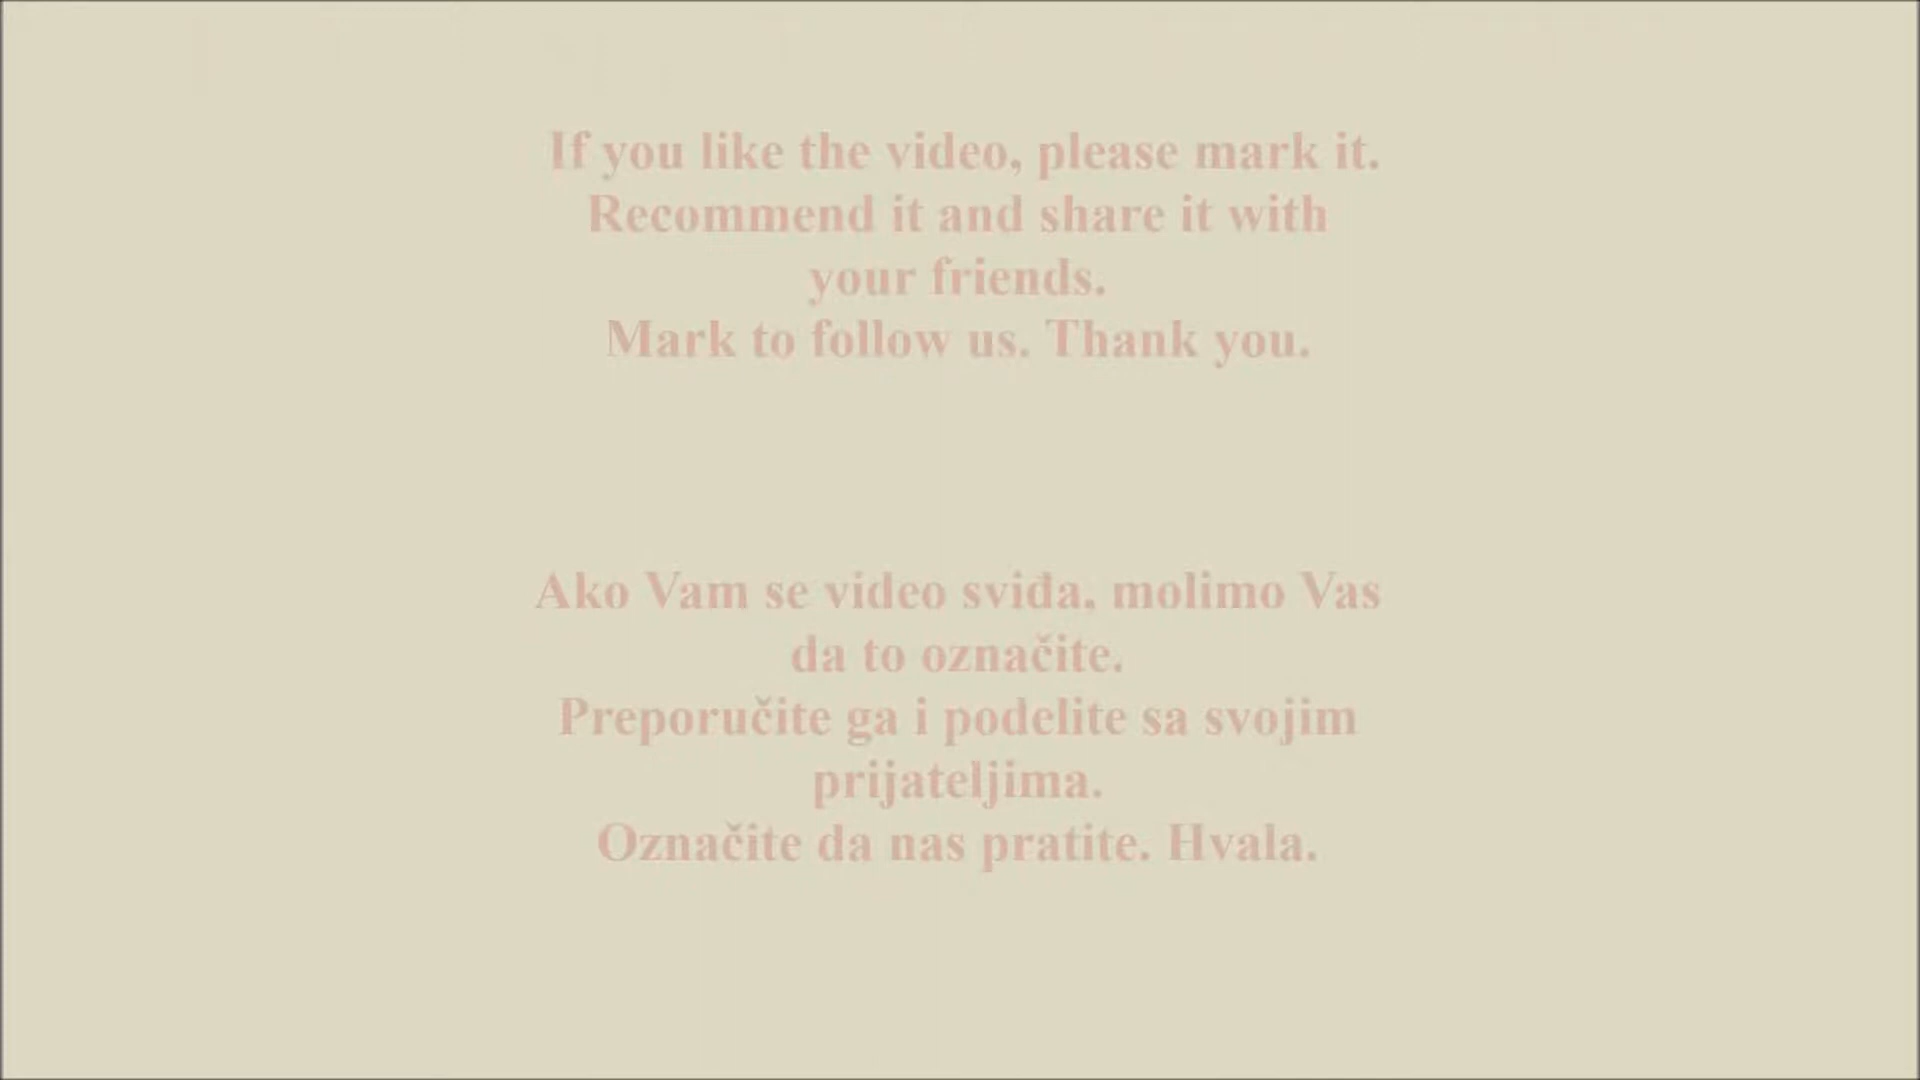 If you like the video, please mark it.
Recommend it and share it with
your friends.
Mark to follow us. Thank you.
Ako Vam se video sviđa, molimo Vas
da to označite.
Preporučite ga i podelite sa svojim
prijateljima.
Označite da nas pratite. Hvala.